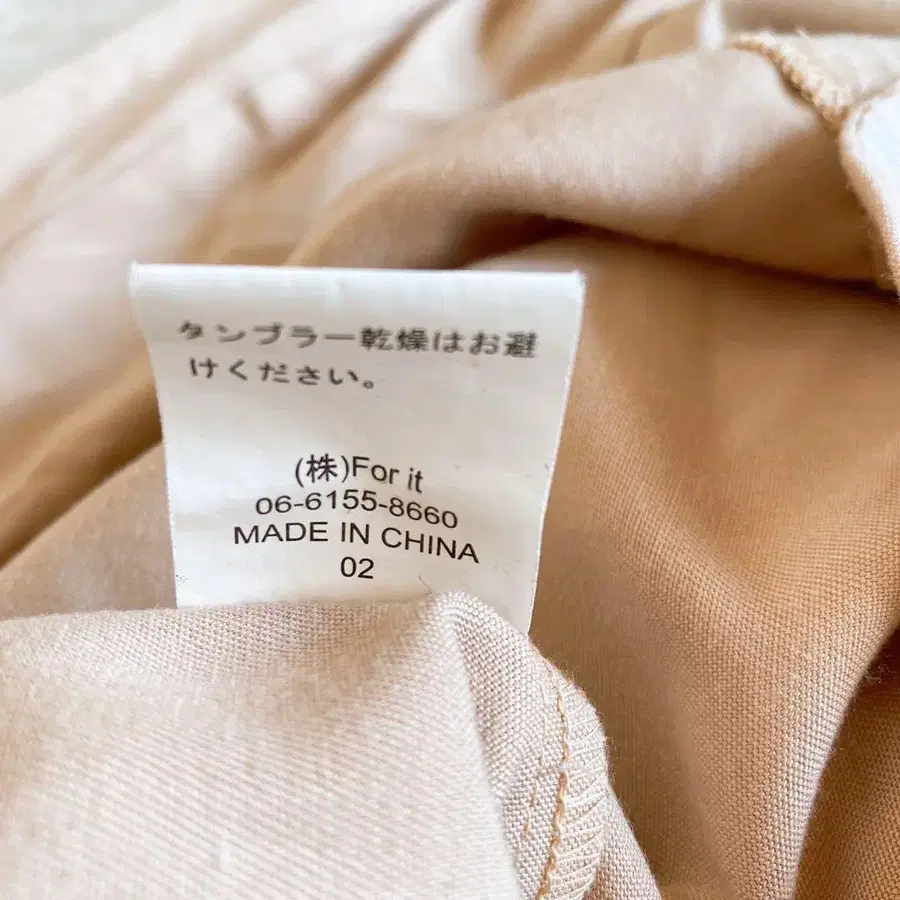 タンブラー乾燥はお避
けください。
(株)For it
06-6155-8660
MADE IN CHINA
02